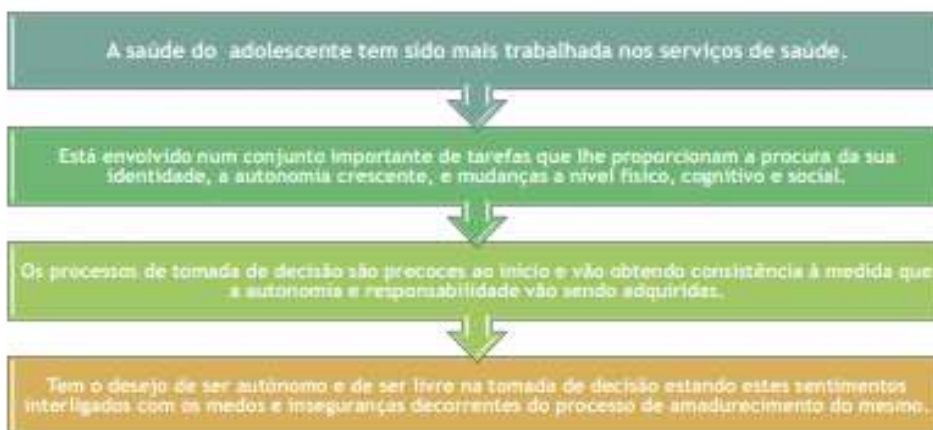 A saúde do adolescente tem sido mais trabalhada nos serviços de saúde.
Está envolvido num conjunto importante de tarefas que lhe proporcionam a procura da sua
identidade, a autonomia crescente, e mudanças a nível físico, cognitivo e social.
Os processos de tomada de decisão são precoces ao início e vão obtendo consistência à medida que
a autonomia e responsabilidade vão sendo adquiridas.
Tem o desejo de ser autónomo e de ser livre na tomada de decisão estando estes sentimentos
interligados com os medos e inseguranças decorrentes do processo de amadurecimento do mesmo.